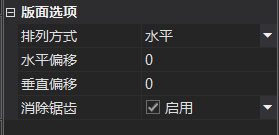 版面选项
排列方式 水平
水平偏移 0
垂直偏移 0
消除锯齿 启用